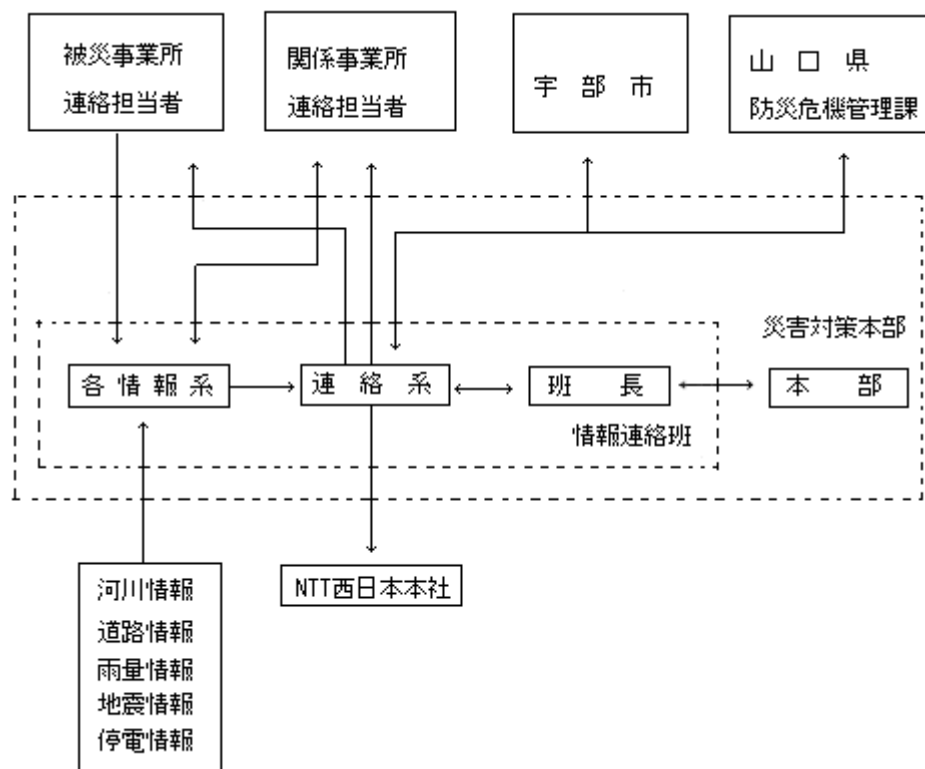 被災事業所
連絡担当者
関係事業所
連絡担当者
宇部市
山口県
防災危機管理課
災害対策本部
各情報系
連絡系
班長
本部
情報連絡班
河川情報
道路情報
雨量情報
地震情報
停電情報
NTT西日本本社